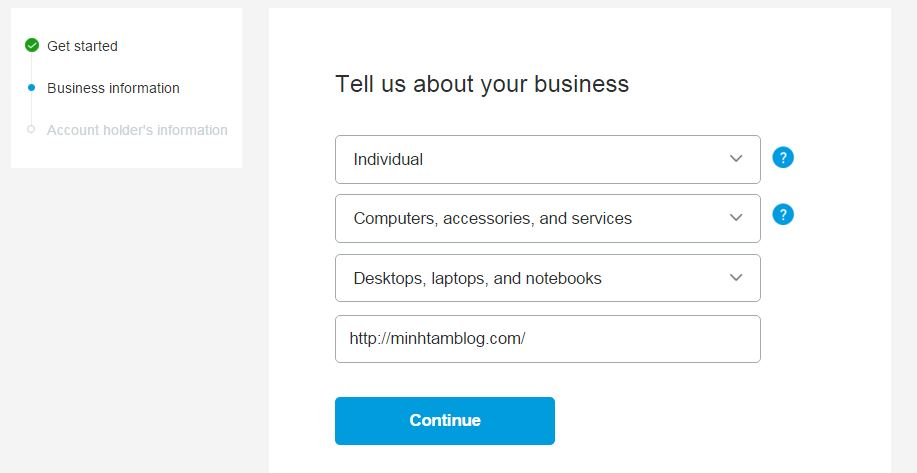 Get started
Business information
Account holder's information
Tell us about your business
Individual
?
Computers, accessories, and services
?
Desktops, laptops, and notebooks
http://minhtamblog.com/
Continue